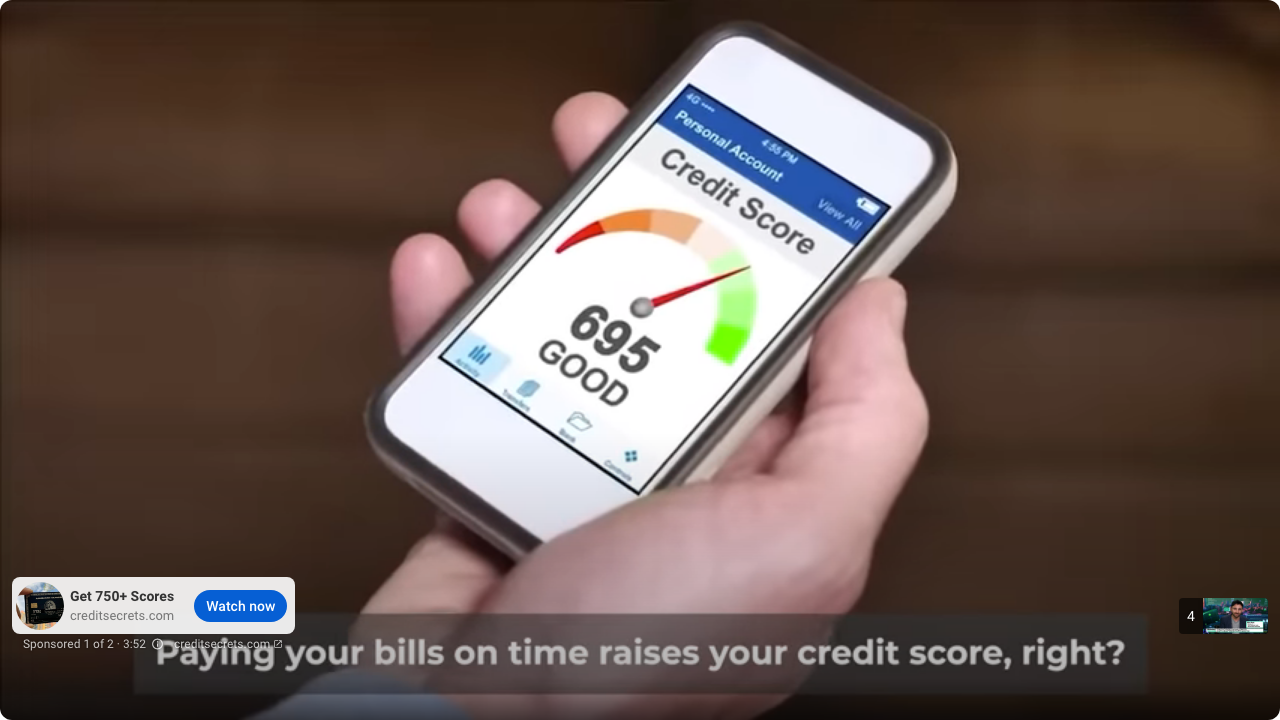 4G
4:55 PM
Personal Account
View All
Credit Score
695
GOOD
Activity
Transfers
Controls
Get 750+ Scores
creditsecrets.com
Watch now
Sponsored 1 of 2 · 3:52
creditsecrets.com
4
Paying your bills on time raises your credit score, right?